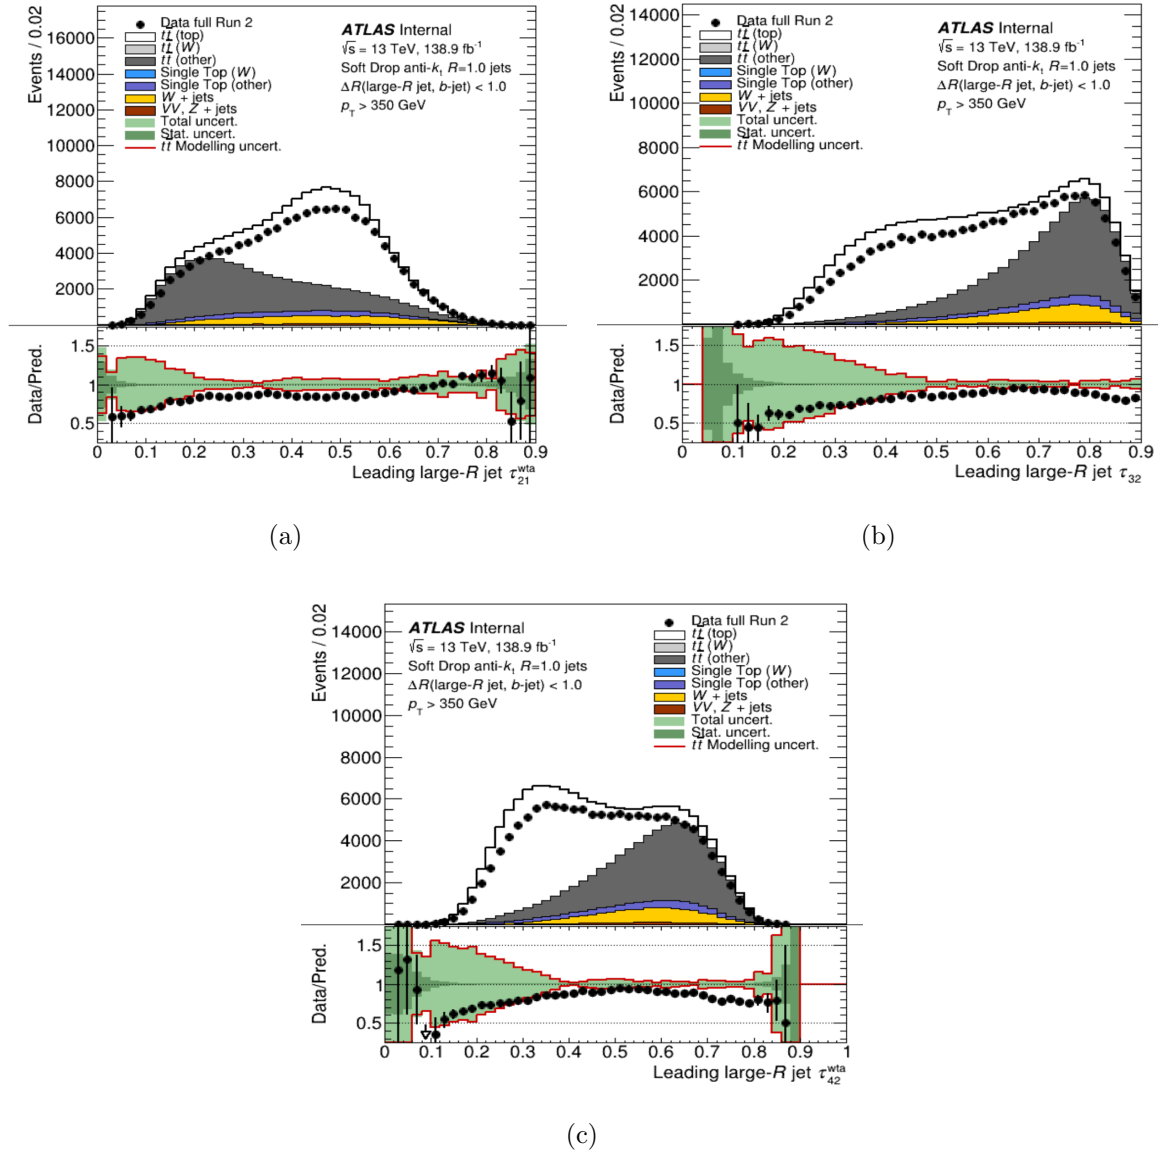 Events / 0.02
16000
14000
12000
10000
8000
6000
4000
2000
Data full Run 2
tt̄ (top)
tt̄ (W)
tt̄ (other)
Single Top (W)
Single Top (other)
W + jets
VV, Z + jets
Total uncert.
Stat. uncert.
tt̄ Modelling uncert.
ATLAS Internal
√s = 13 TeV, 138.9 fb⁻¹
Soft Drop anti-kₜ R=1.0 jets
ΔR(large-R jet, b-jet) < 1.0
p_T > 350 GeV
Data/Pred.
1.5
1
0.5
0 0.1 0.2 0.3 0.4 0.5 0.6 0.7 0.8 0.9
Leading large-R jet τ₂₁^wta
(a)
Events / 0.02
14000
12000
10000
8000
6000
4000
2000
Data full Run 2
tt̄ (top)
tt̄ (W)
tt̄ (other)
Single Top (W)
Single Top (other)
W + jets
VV, Z + jets
Total uncert.
Stat. uncert.
tt̄ Modelling uncert.
ATLAS Internal
√s = 13 TeV, 138.9 fb⁻¹
Soft Drop anti-kₜ R=1.0 jets
ΔR(large-R jet, b-jet) < 1.0
p_T > 350 GeV
Data/Pred.
1.5
1
0.5
0 0.1 0.2 0.3 0.4 0.5 0.6 0.7 0.8 0.9
Leading large-R jet τ₃₂
(b)
Events / 0.02
14000
12000
10000
8000
6000
4000
2000
ATLAS Internal
√s = 13 TeV, 138.9 fb⁻¹
Soft Drop anti-kₜ R=1.0 jets
ΔR(large-R jet, b-jet) < 1.0
p_T > 350 GeV
Data full Run 2
tt̄ (top)
tt̄ (W)
tt̄ (other)
Single Top (W)
Single Top (other)
W + jets
VV, Z + jets
Total uncert.
Stat. uncert.
tt̄ Modelling uncert.
Data/Pred.
1.5
1
0.5
0 0.1 0.2 0.3 0.4 0.5 0.6 0.7 0.8 0.9 1
Leading large-R jet τ₄₂^wta
(c)